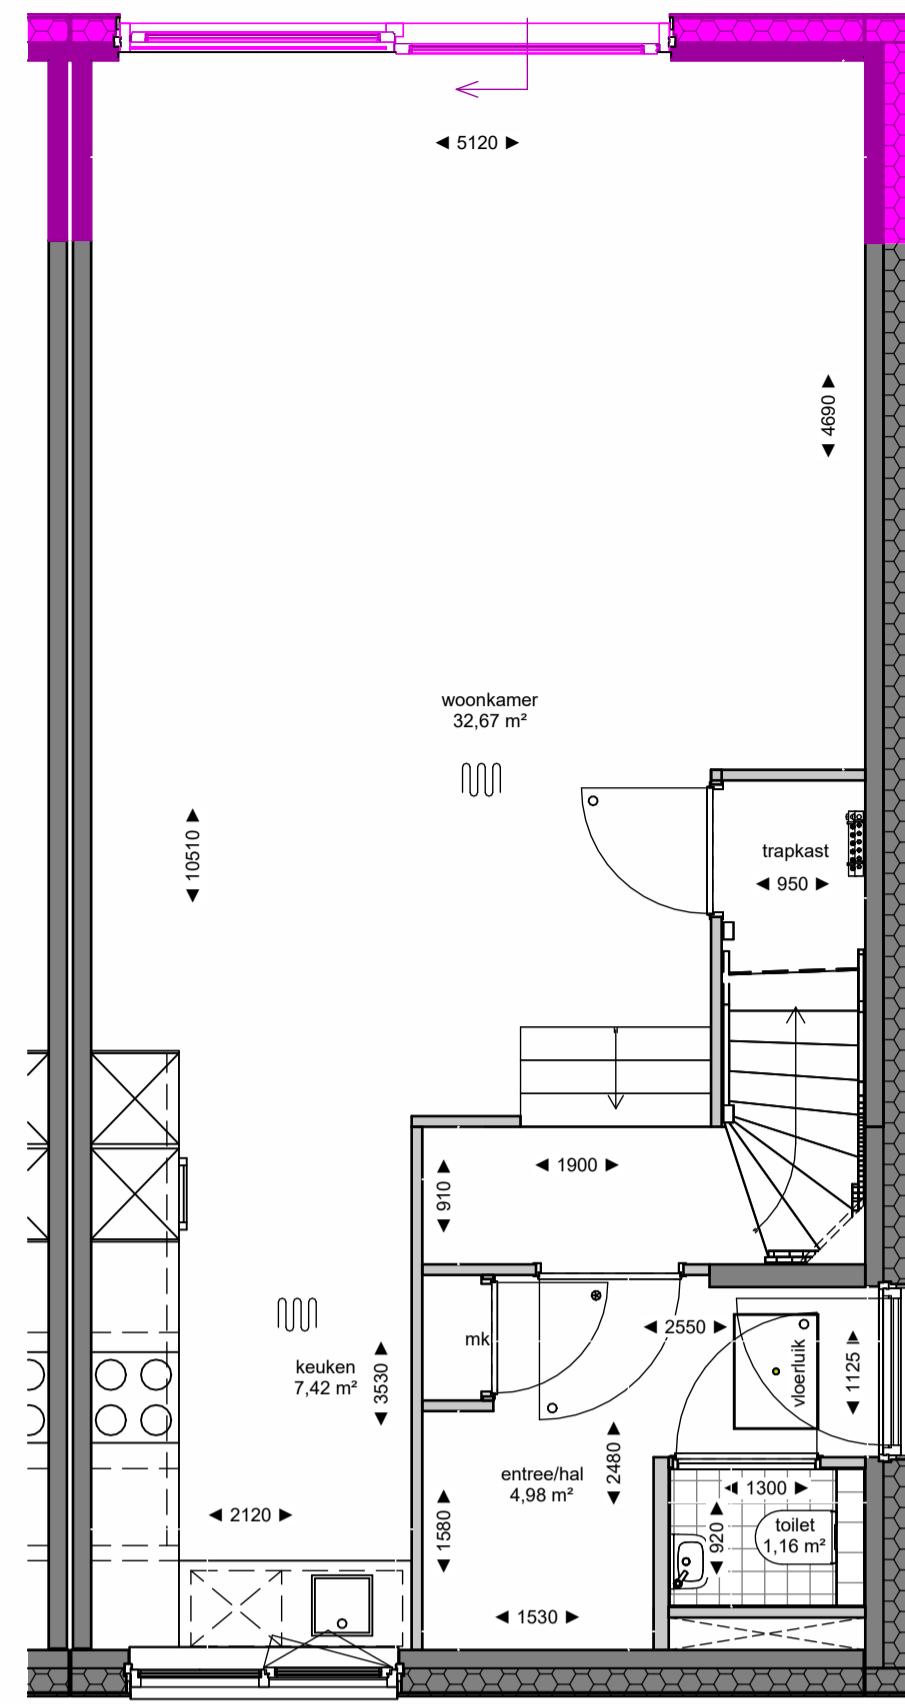 5120
4690
woonkamer
32,67 m²
10510
trapkast
950
1900
910
2550
mk
vloerluik
1125
keuken
7,42 m²
3530
2480
entree/hal
4,98 m²
1300
2120
1580
920
toilet
1,16 m²
1530